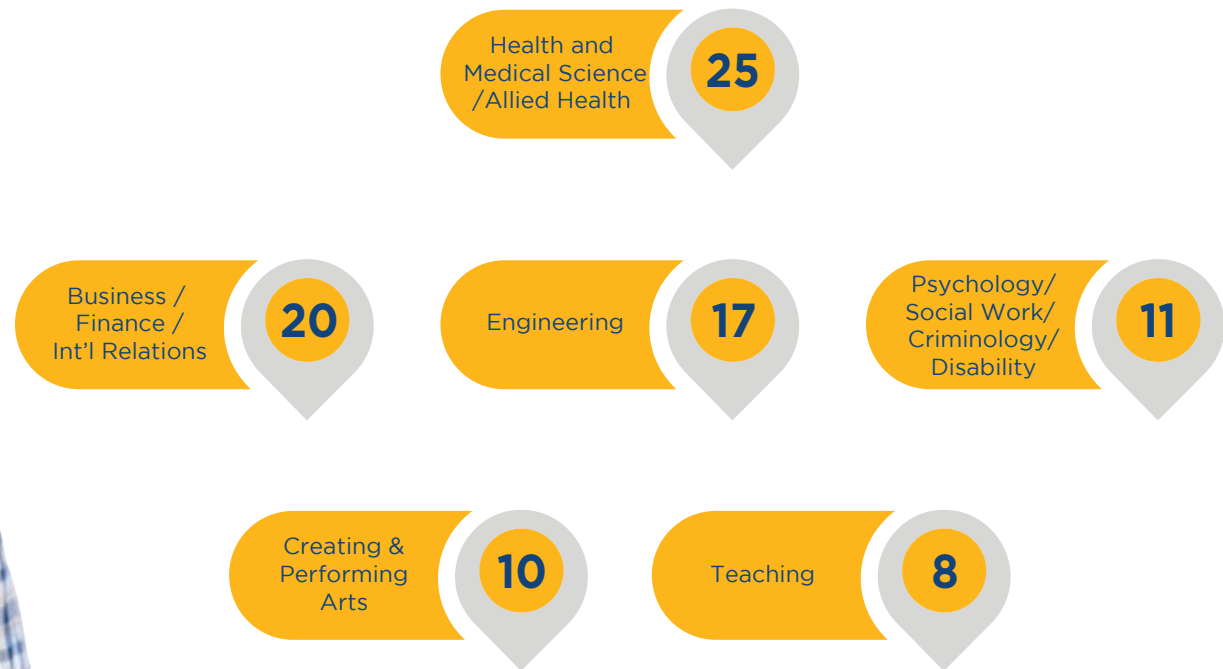 Health and
Medical Science
/Allied Health
25
Business /
Finance /
Int'l Relations
20
Engineering
17
Psychology/
Social Work/
Criminology/
Disability
11
Creating &
Performing
Arts
10
Teaching
8